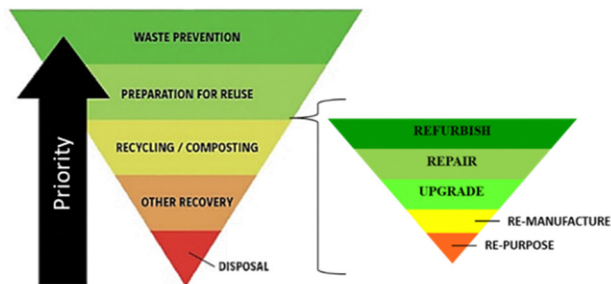 WASTE PREVENTION
PREPARATION FOR REUSE
RECYCLING / COMPOSTING
OTHER RECOVERY
DISPOSAL
Priority
REFURBISH
REPAIR
UPGRADE
RE-MANUFACTURE
RE-PURPOSE